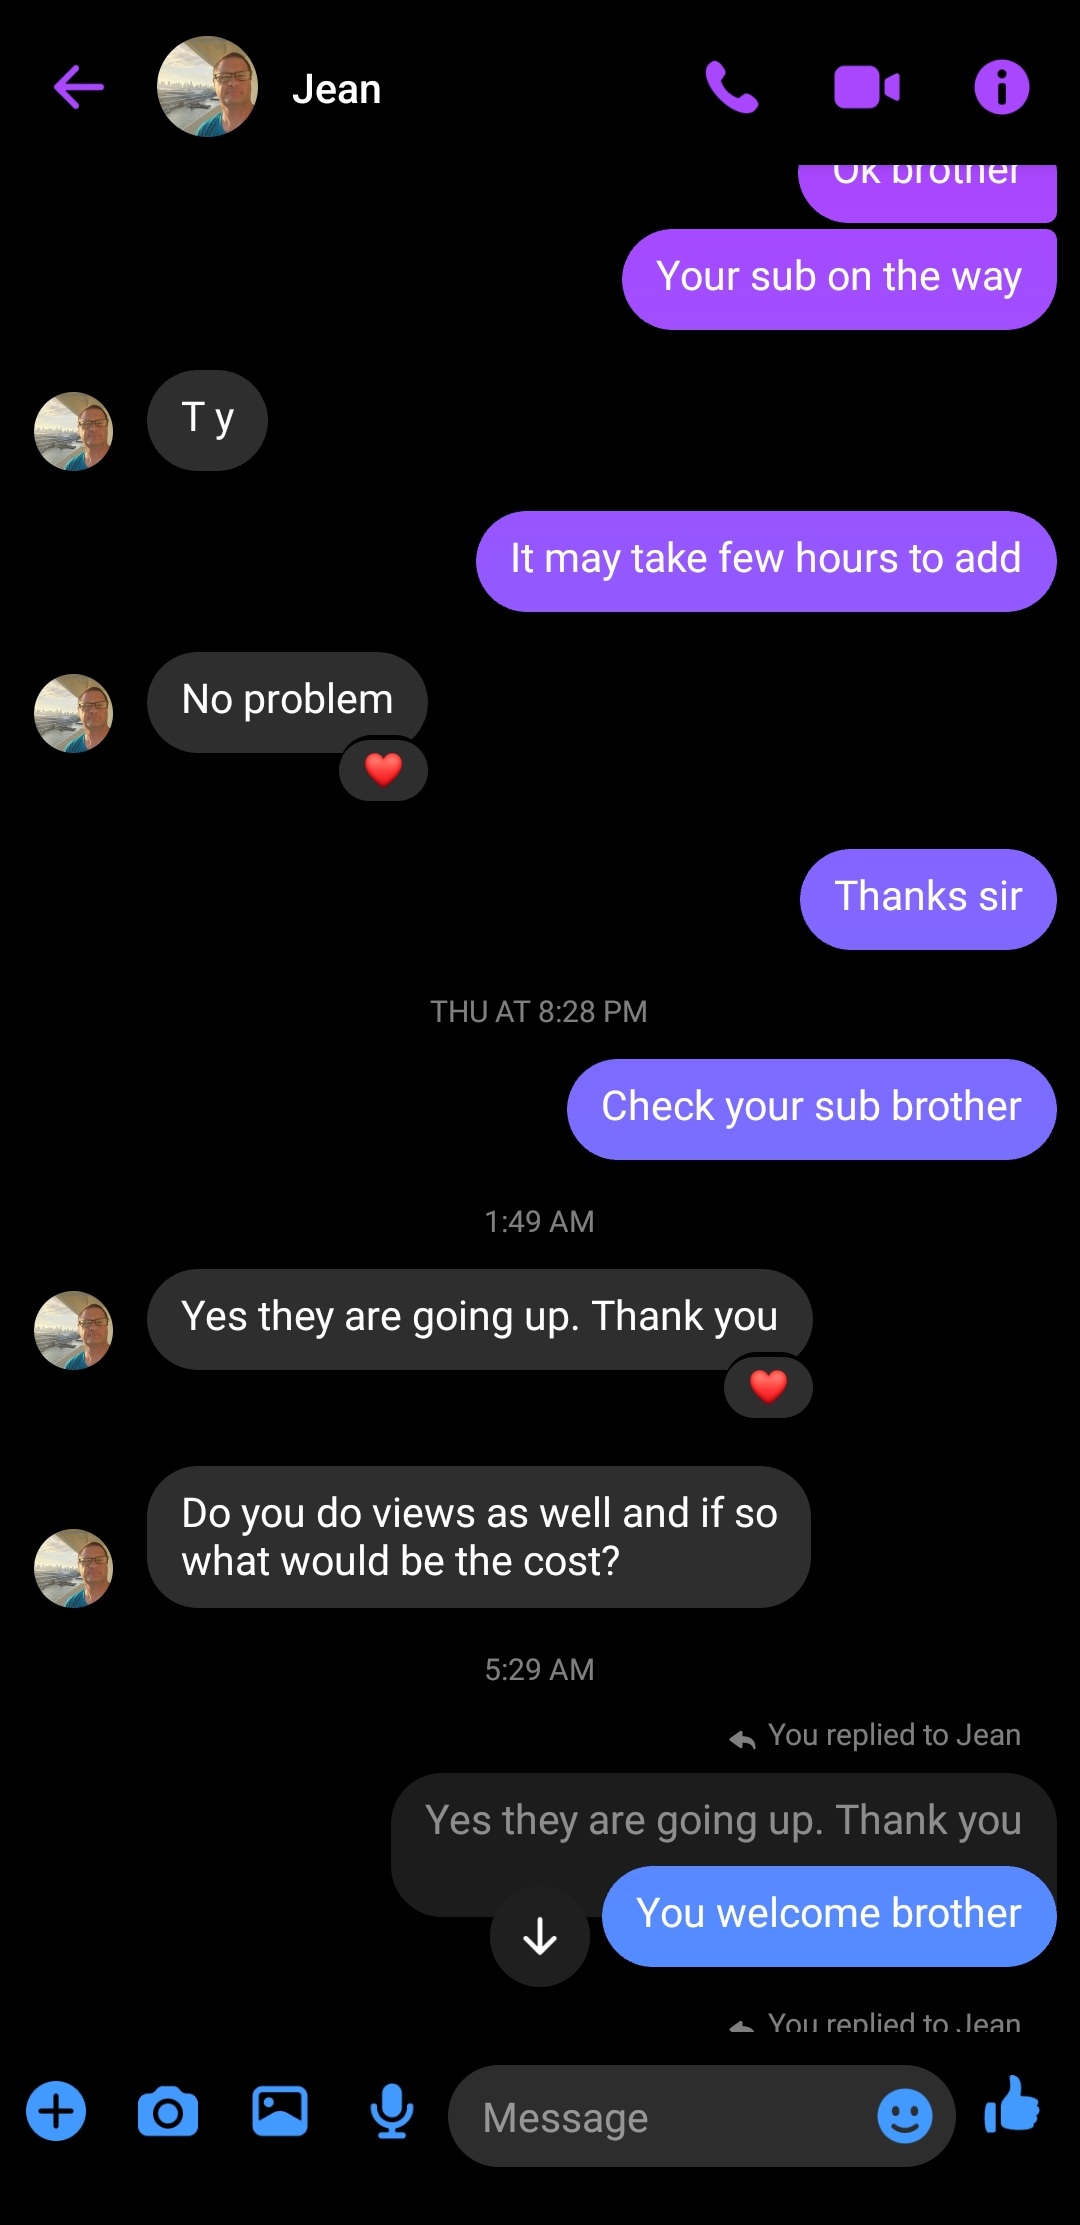 Jean
Ok brother
Your sub on the way
T y
It may take few hours to add
No problem
Thanks sir
THU AT 8:28 PM
Check your sub brother
1:49 AM
Yes they are going up. Thank you
Do you do views as well and if so
what would be the cost?
5:29 AM
You replied to Jean
Yes they are going up. Thank you
You welcome brother
You replied to Jean
Message